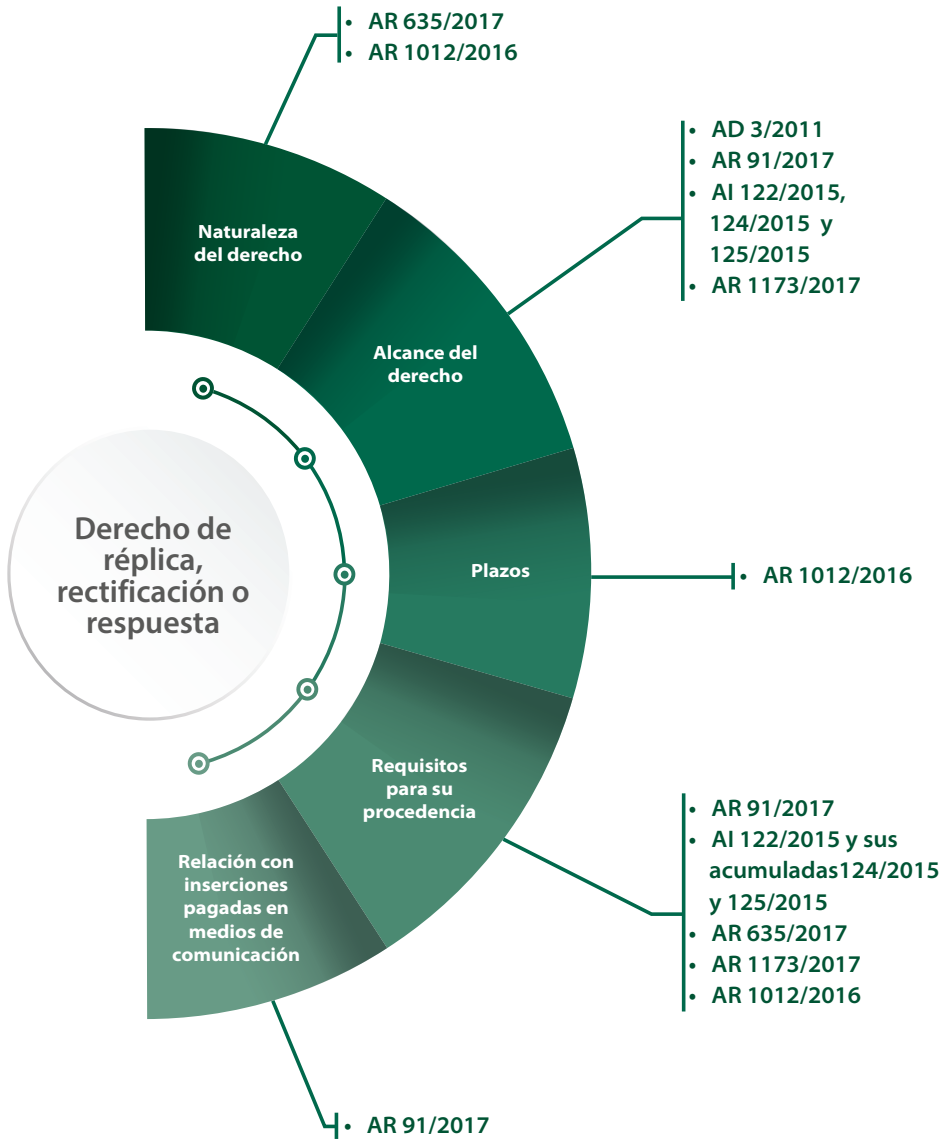 Derecho de
réplica,
rectificación o
respuesta
Naturaleza
del derecho
• AR 635/2017
• AR 1012/2016
Alcance del
derecho
• AD 3/2011
• AR 91/2017
• AI 122/2015,
124/2015 y
125/2015
• AR 1173/2017
Plazos
• AR 1012/2016
Requisitos
para su
procedencia
• AR 91/2017
• AI 122/2015 y sus
acumuladas124/2015
y 125/2015
• AR 635/2017
• AR 1173/2017
• AR 1012/2016
Relación con
inserciones
pagadas en
medios de
comunicación
• AR 91/2017